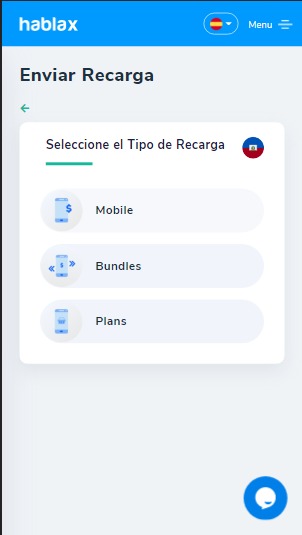 hablax
Menu
Enviar Recarga
Seleccione el Tipo de Recarga
Mobile
Bundles
Plans